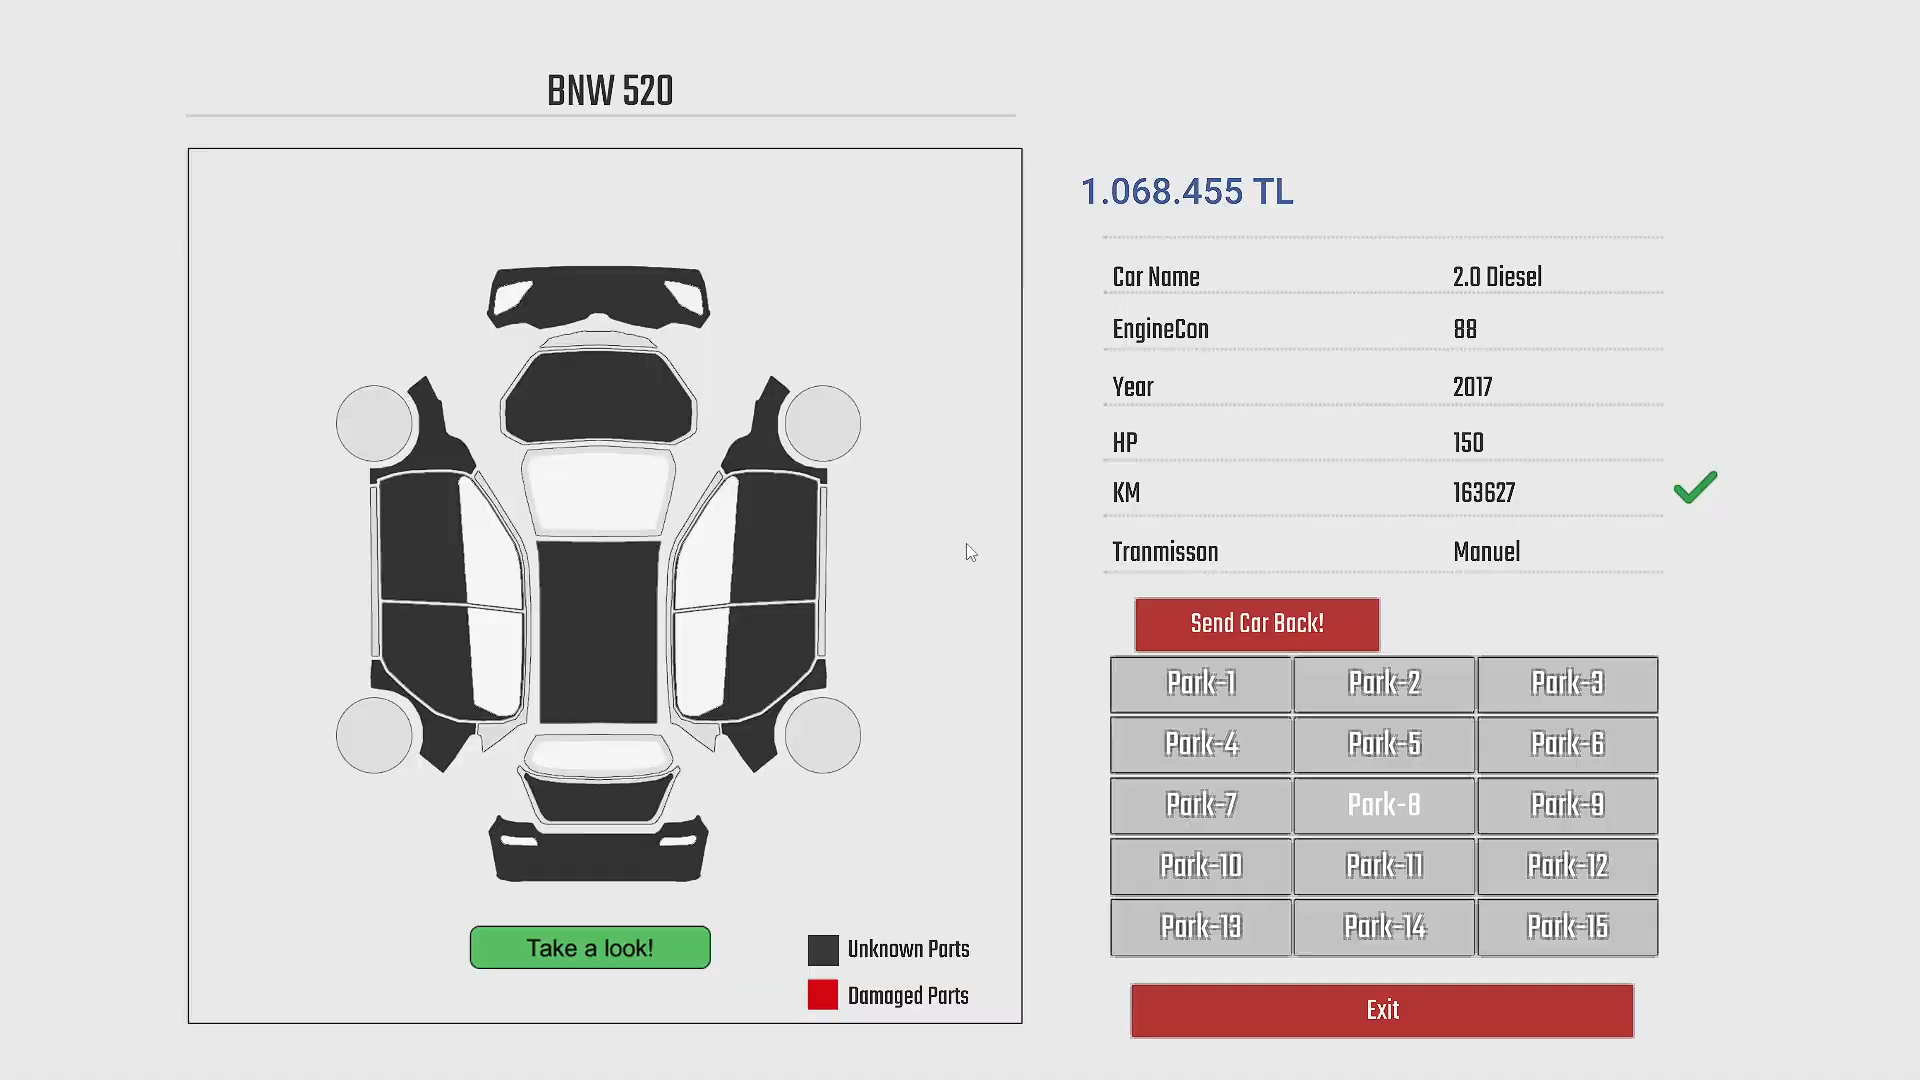 BNW 520
1.068.455 TL
Car Name 2.0 Diesel
EngineCon 88
Year 2017
HP 150
KM 163627
Tranmisson Manuel
Send Car Back!
Park-1 Park-2 Park-3
Park-4 Park-5 Park-6
Park-7 Park-8 Park-9
Park-10 Park-11 Park-12
Park-13 Park-14 Park-15
Exit
Take a look!
Unknown Parts
Damaged Parts